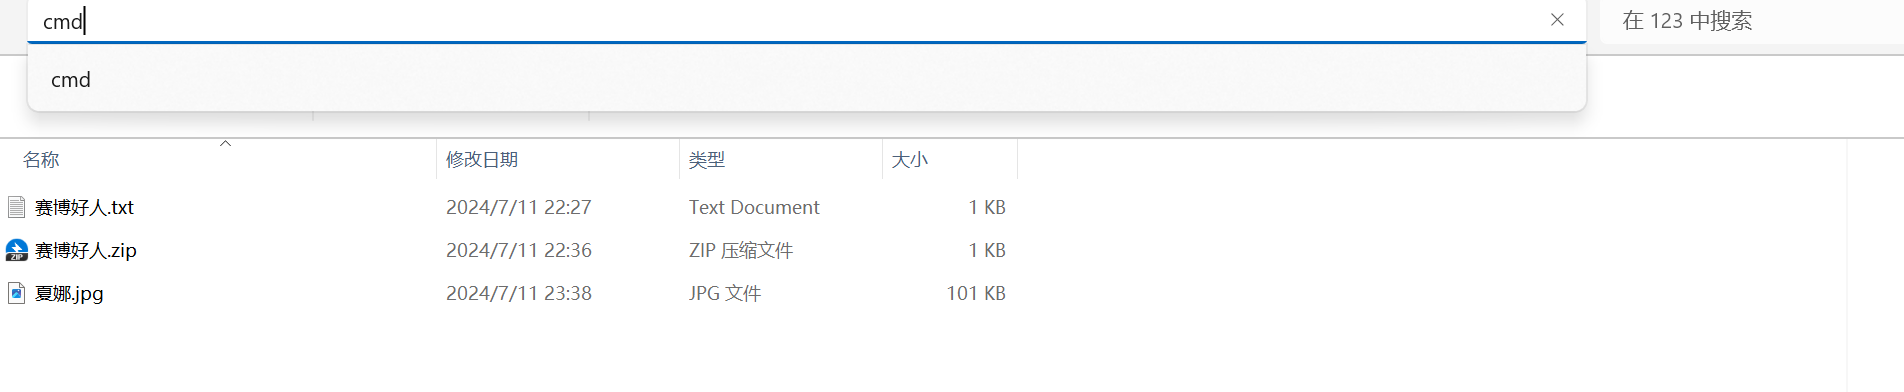 cmd
在 123 中搜索
cmd
名称 修改日期 类型 大小
赛博好人.txt 2024/7/11 22:27 Text Document 1 KB
ZIP 赛博好人.zip 2024/7/11 22:36 ZIP 压缩文件 1 KB
夏娜.jpg 2024/7/11 23:38 JPG 文件 101 KB